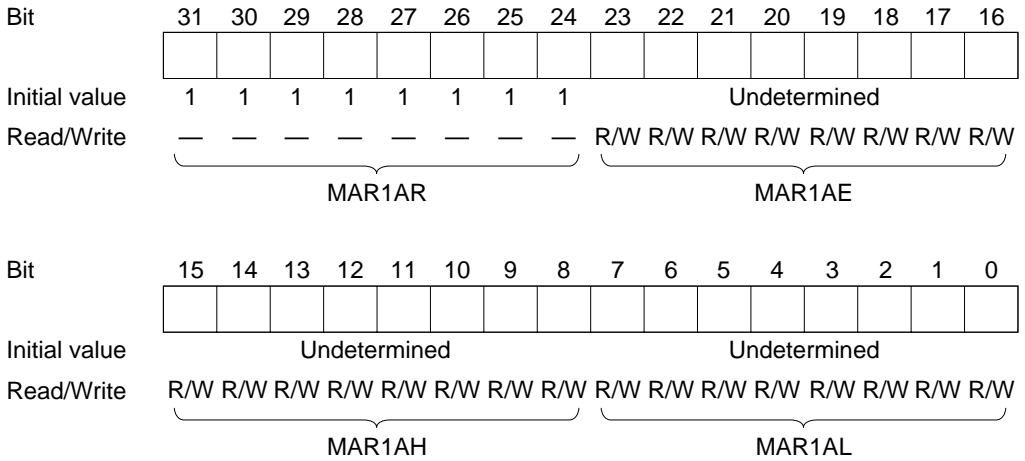 Bit 31 30 29 28 27 26 25 24 23 22 21 20 19 18 17 16
Initial value 1 1 1 1 1 1 1 1 Undetermined
Read/Write — — — — — — — — R/W R/W R/W R/W R/W R/W R/W R/W
MAR1AR MAR1AE
Bit 15 14 13 12 11 10 9 8 7 6 5 4 3 2 1 0
Initial value Undetermined Undetermined
Read/Write R/W R/W R/W R/W R/W R/W R/W R/W R/W R/W R/W R/W R/W R/W R/W R/W
MAR1AH MAR1AL